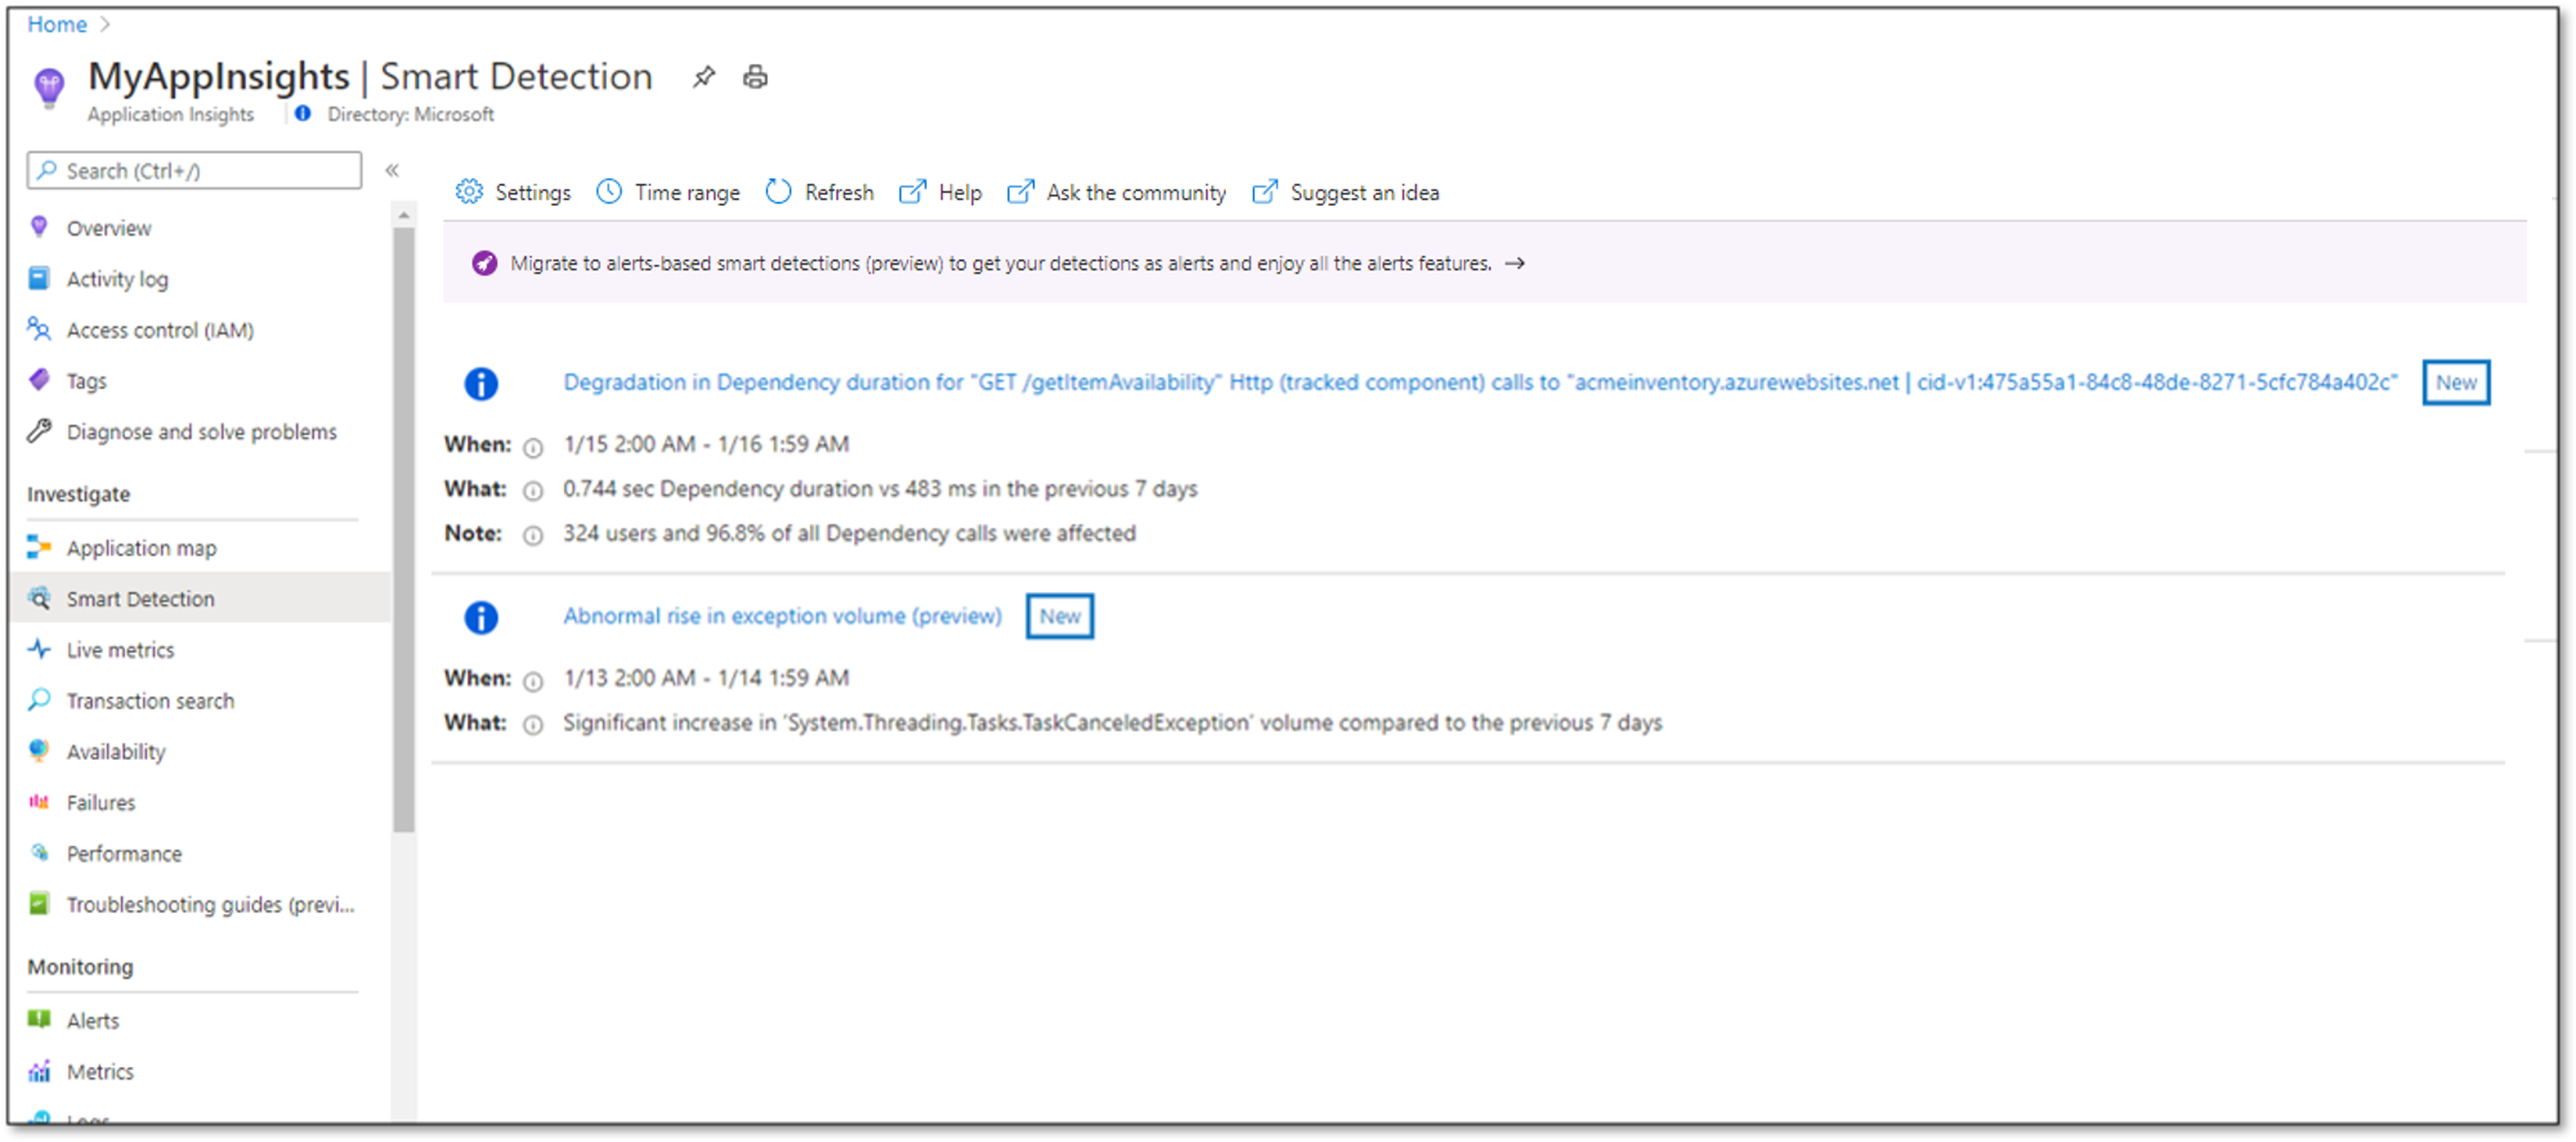 Home
MyAppInsights | Smart Detection
Application Insights
Directory: Microsoft
Search (Ctrl+/)
Overview
Activity log
Access control (IAM)
Tags
Diagnose and solve problems
Investigate
Application map
Smart Detection
Live metrics
Transaction search
Availability
Failures
Performance
Troubleshooting guides (previ...
Monitoring
Alerts
Metrics
Logs
Settings Time range Refresh Help Ask the community Suggest an idea
Migrate to alerts-based smart detections (preview) to get your detections as alerts and enjoy all the alerts features. →
Degradation in Dependency duration for "GET /getItemAvailability" Http (tracked component) calls to "acmeinventory.azurewebsites.net | cid-v1:475a55a1-84c8-48de-8271-5cfc784a402c" New
When: 1/15 2:00 AM - 1/16 1:59 AM
What: 0.744 sec Dependency duration vs 483 ms in the previous 7 days
Note: 324 users and 96.8% of all Dependency calls were affected
Abnormal rise in exception volume (preview) New
When: 1/13 2:00 AM - 1/14 1:59 AM
What: Significant increase in 'System.Threading.Tasks.TaskCanceledException' volume compared to the previous 7 days